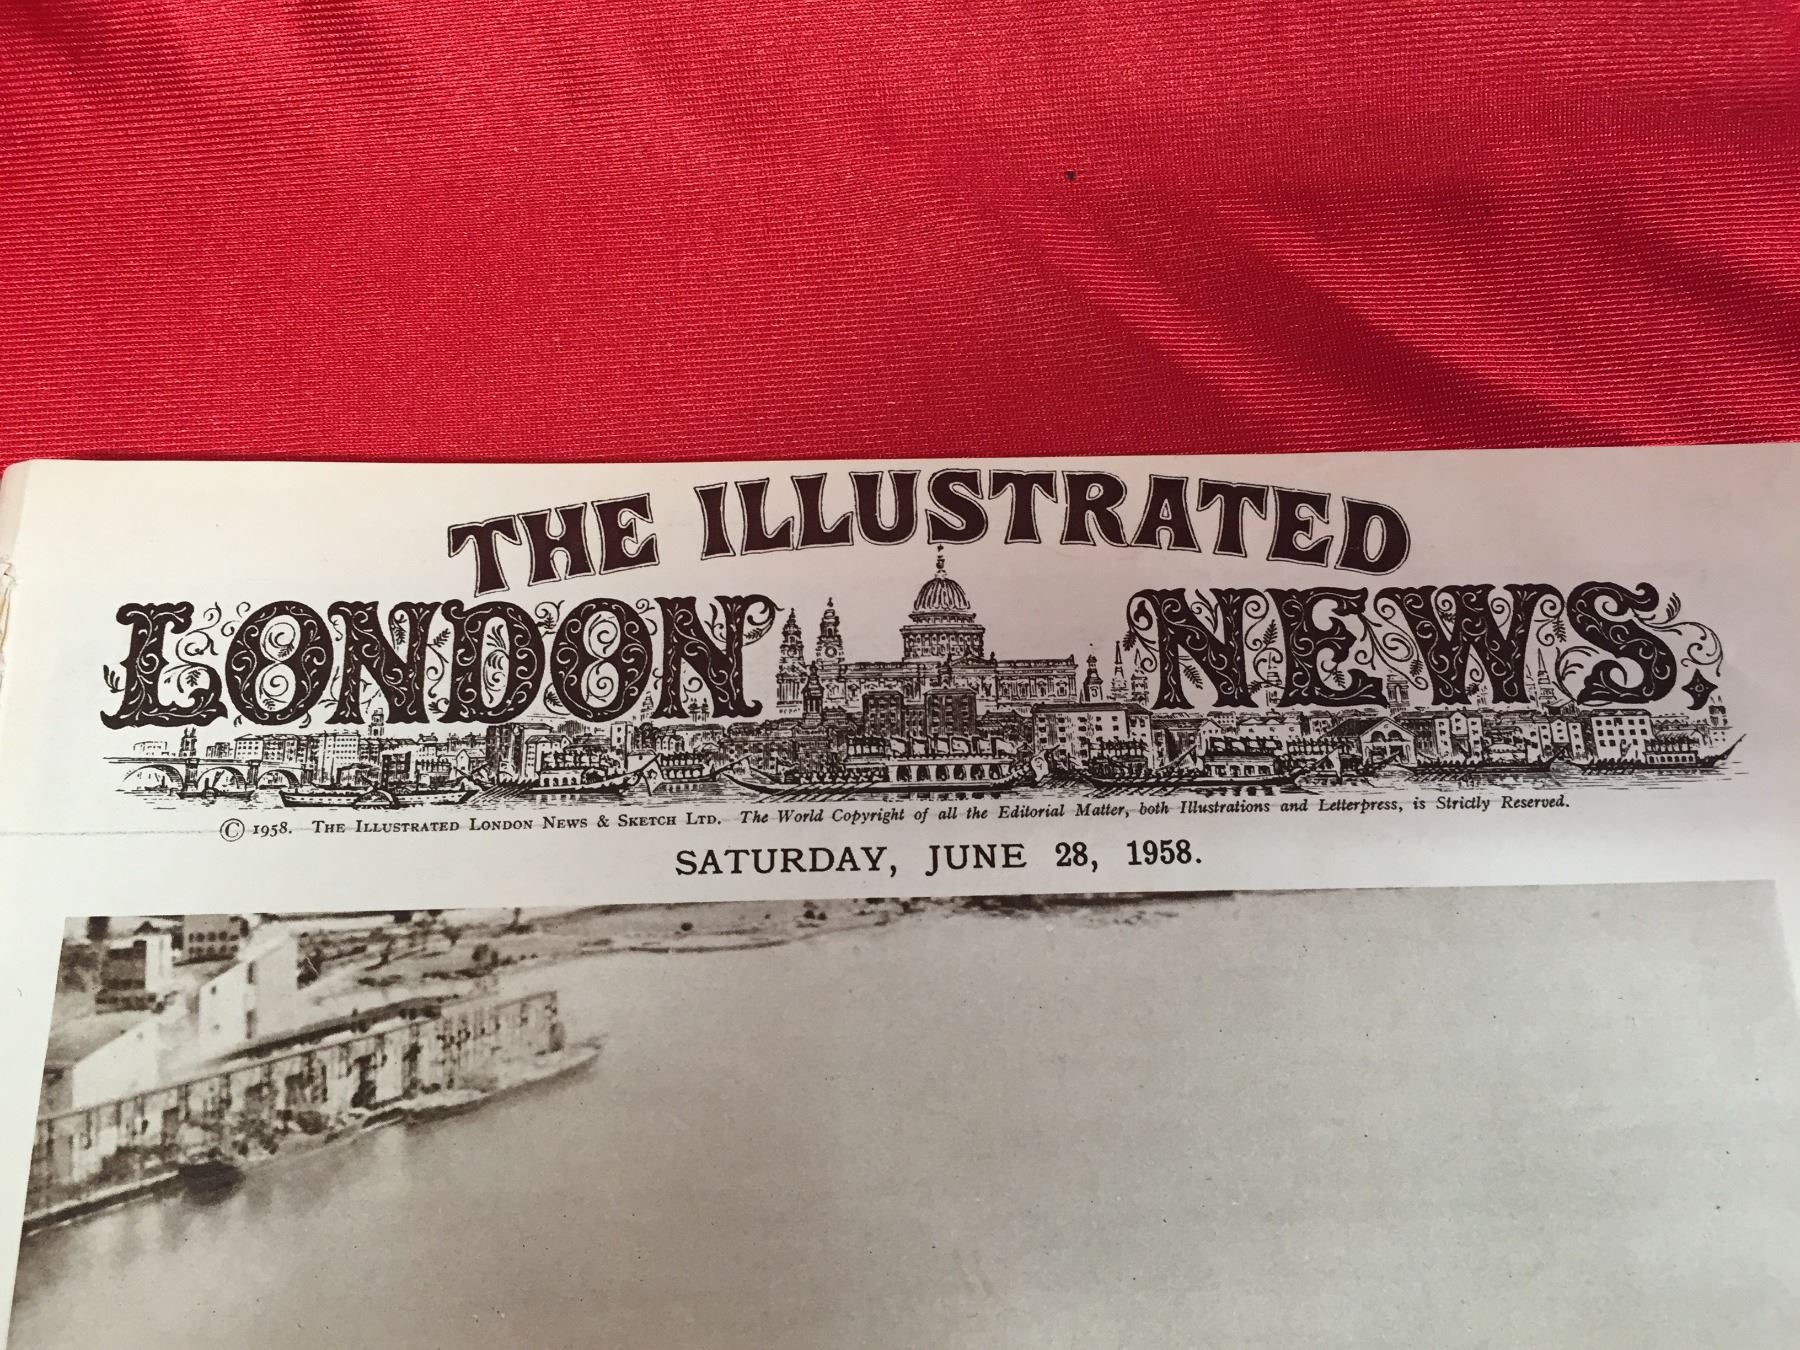 THE ILLUSTRATED
LONDON NEWS.
© 1958. THE ILLUSTRATED LONDON NEWS & SKETCH LTD. The World Copyright of all the Editorial Matter, both Illustrations and Letterpress, is Strictly Reserved.
SATURDAY, JUNE 28, 1958.